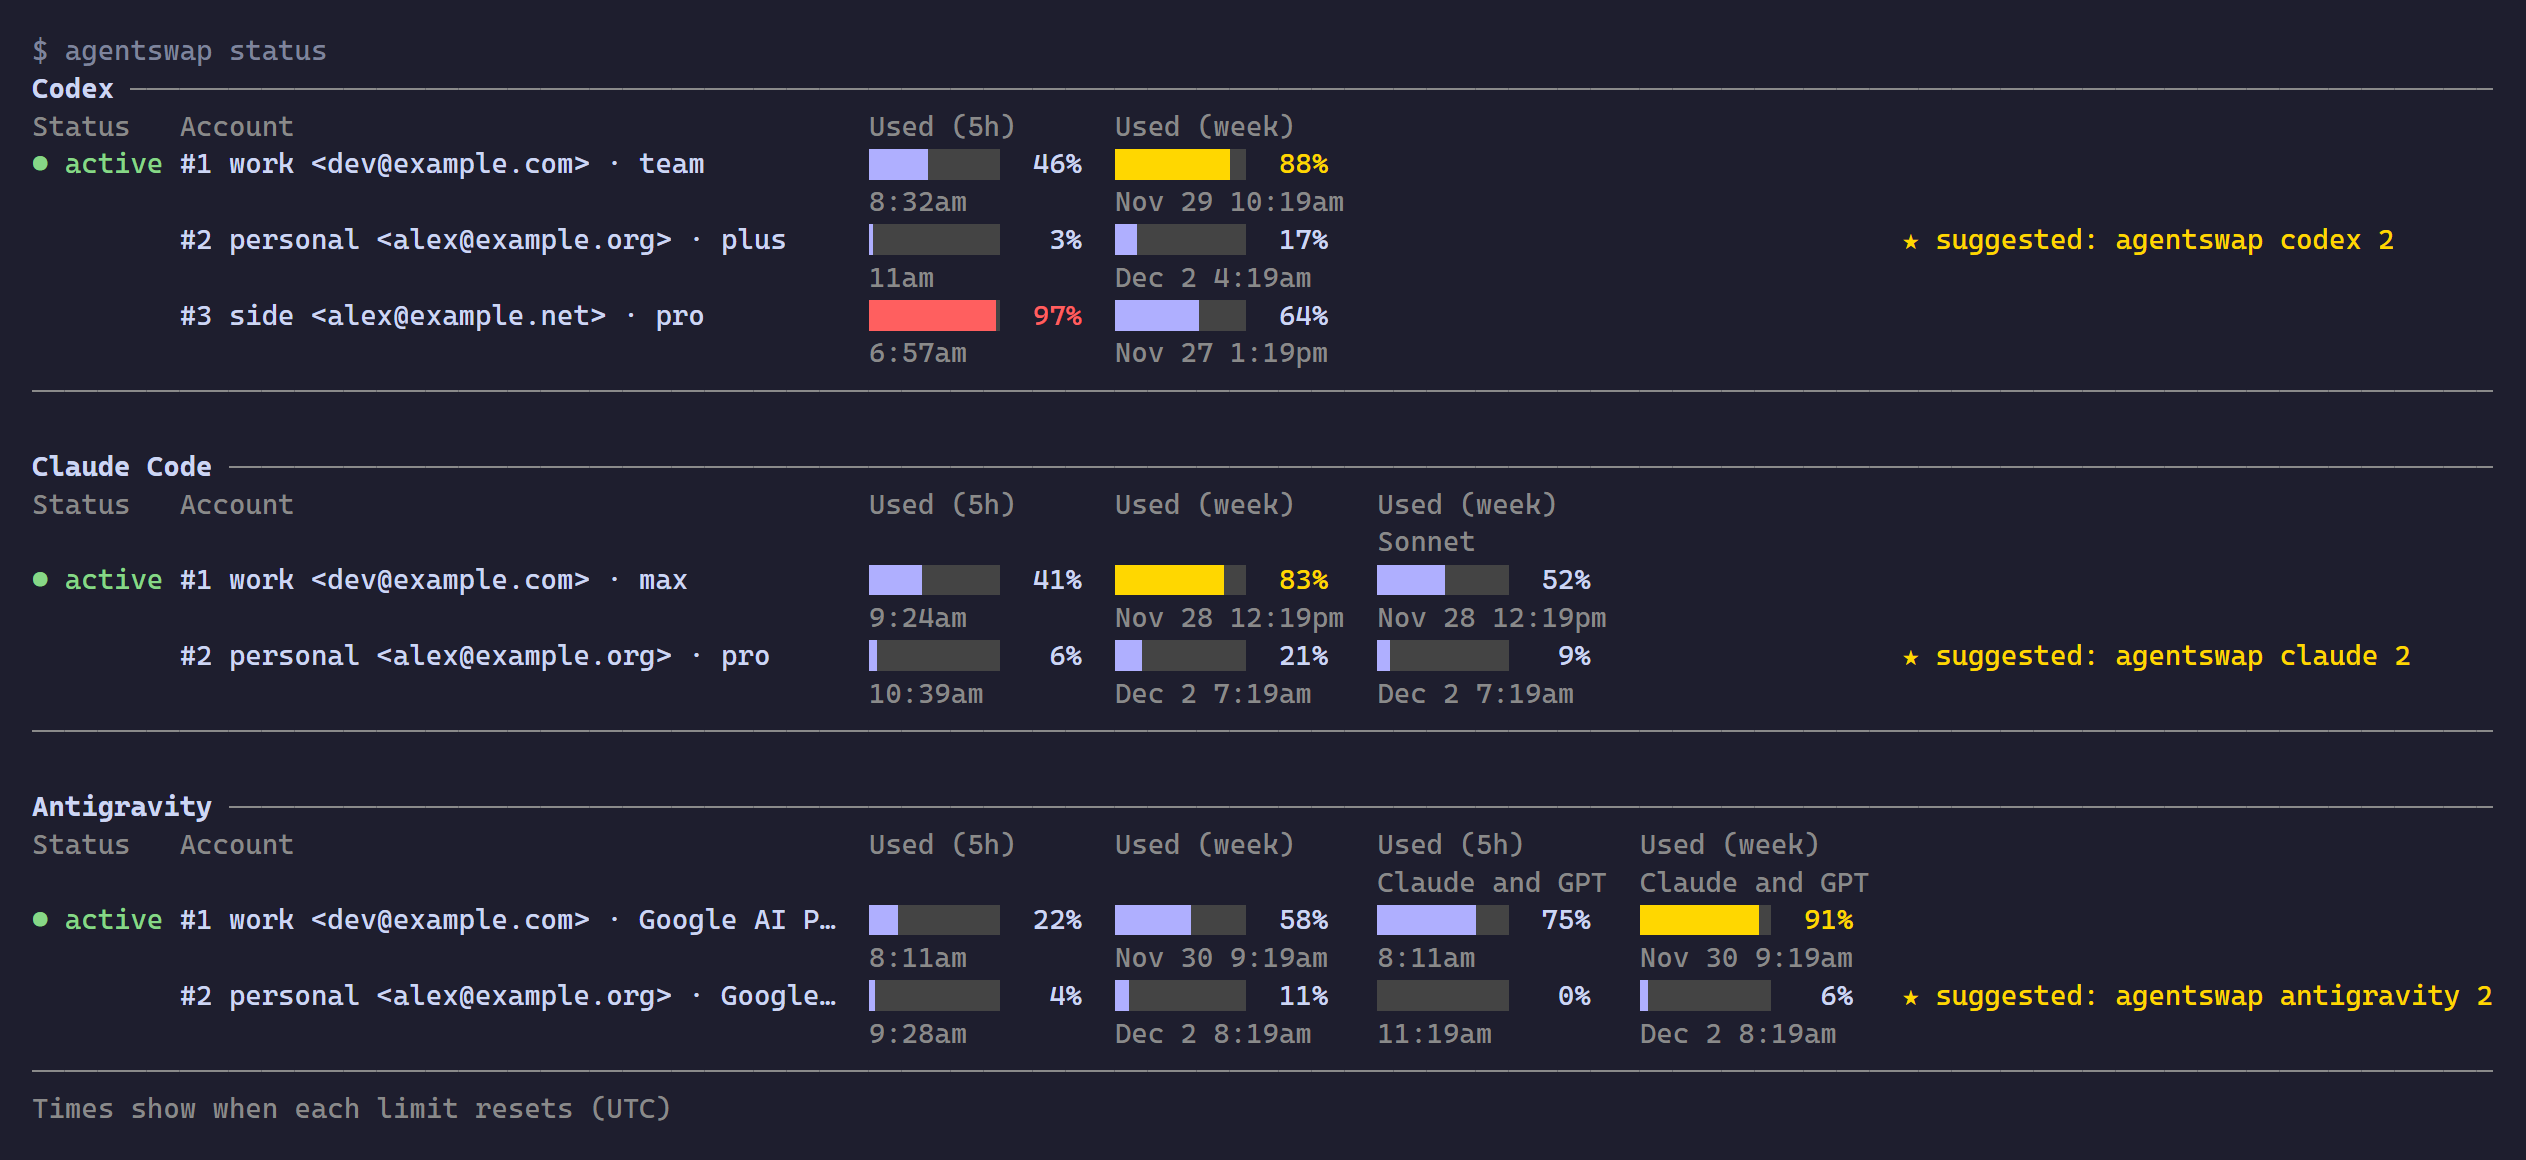 $ agentswap status
Codex
Status Account Used (5h) Used (week)
● active #1 work <dev@example.com> · team 46% 88%
8:32am Nov 29 10:19am
#2 personal <alex@example.org> · plus 3% 17% ★ suggested: agentswap codex 2
11am Dec 2 4:19am
#3 side <alex@example.net> · pro 97% 64%
6:57am Nov 27 1:19pm
Claude Code
Status Account Used (5h) Used (week) Used (week)
Sonnet
● active #1 work <dev@example.com> · max 41% 83% 52%
9:24am Nov 28 12:19pm Nov 28 12:19pm
#2 personal <alex@example.org> · pro 6% 21% 9% ★ suggested: agentswap claude 2
10:39am Dec 2 7:19am Dec 2 7:19am
Antigravity
Status Account Used (5h) Used (week) Used (5h) Used (week)
Claude and GPT Claude and GPT
● active #1 work <dev@example.com> · Google AI P… 22% 58% 75% 91%
8:11am Nov 30 9:19am 8:11am Nov 30 9:19am
#2 personal <alex@example.org> · Google… 4% 11% 0% 6% ★ suggested: agentswap antigravity 2
9:28am Dec 2 8:19am 11:19am Dec 2 8:19am
Times show when each limit resets (UTC)